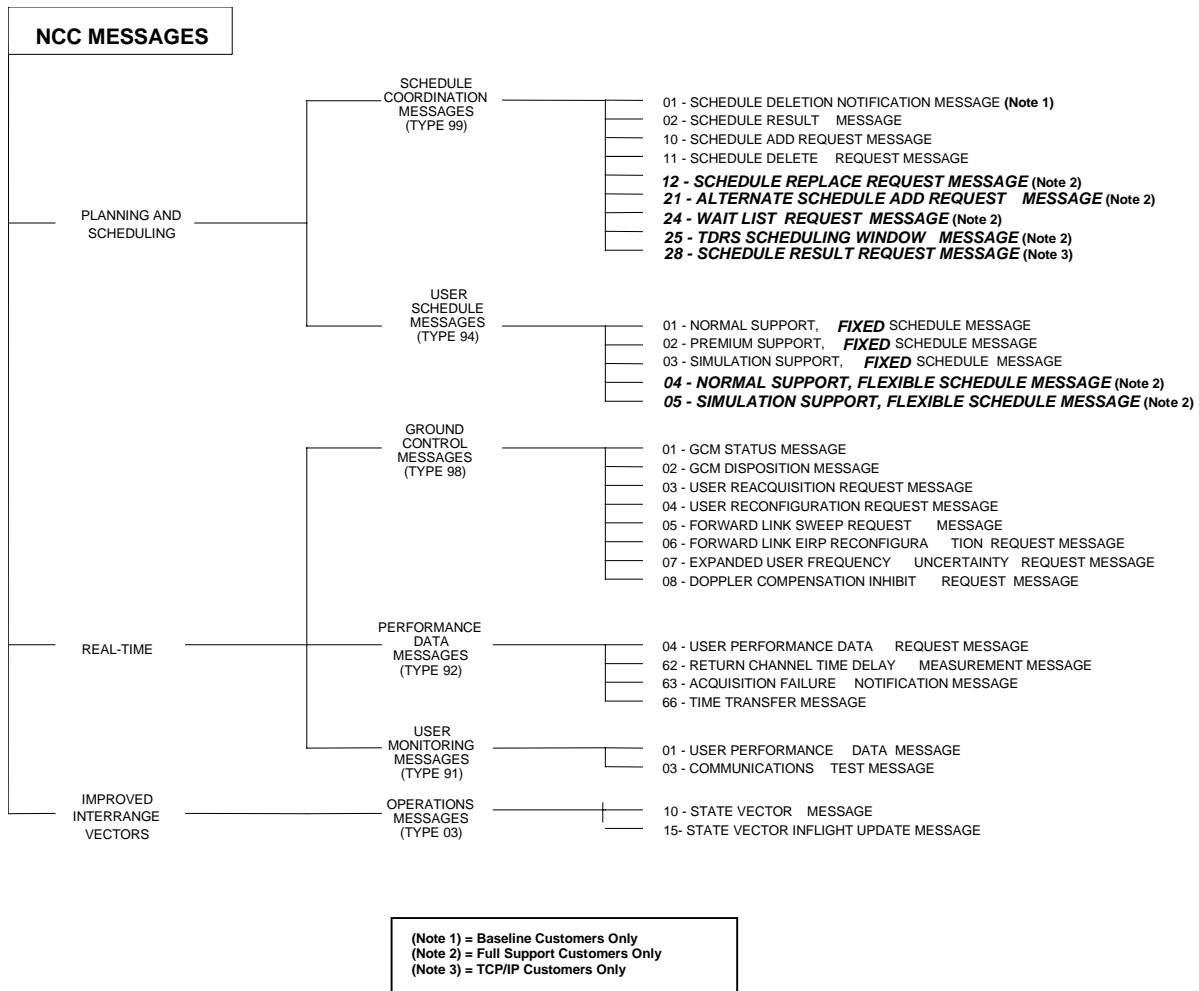 NCC MESSAGES
PLANNING AND
SCHEDULING
SCHEDULE
COORDINATION
MESSAGES
(TYPE 99)
01 - SCHEDULE DELETION NOTIFICATION MESSAGE (Note 1)
02 - SCHEDULE RESULT MESSAGE
10 - SCHEDULE ADD REQUEST MESSAGE
11 - SCHEDULE DELETE REQUEST MESSAGE
12 - SCHEDULE REPLACE REQUEST MESSAGE (Note 2)
21 - ALTERNATE SCHEDULE ADD REQUEST MESSAGE (Note 2)
24 - WAIT LIST REQUEST MESSAGE (Note 2)
25 - TDRS SCHEDULING WINDOW MESSAGE (Note 2)
28 - SCHEDULE RESULT REQUEST MESSAGE (Note 3)
USER
SCHEDULE
MESSAGES
(TYPE 94)
01 - NORMAL SUPPORT, FIXED SCHEDULE MESSAGE
02 - PREMIUM SUPPORT, FIXED SCHEDULE MESSAGE
03 - SIMULATION SUPPORT, FIXED SCHEDULE MESSAGE
04 - NORMAL SUPPORT, FLEXIBLE SCHEDULE MESSAGE (Note 2)
05 - SIMULATION SUPPORT, FLEXIBLE SCHEDULE MESSAGE (Note 2)
REAL-TIME
GROUND
CONTROL
MESSAGES
(TYPE 98)
01 - GCM STATUS MESSAGE
02 - GCM DISPOSITION MESSAGE
03 - USER REACQUISITION REQUEST MESSAGE
04 - USER RECONFIGURATION REQUEST MESSAGE
05 - FORWARD LINK SWEEP REQUEST MESSAGE
06 - FORWARD LINK EIRP RECONFIGURA TION REQUEST MESSAGE
07 - EXPANDED USER FREQUENCY UNCERTAINTY REQUEST MESSAGE
08 - DOPPLER COMPENSATION INHIBIT REQUEST MESSAGE
PERFORMANCE
DATA
MESSAGES
(TYPE 92)
04 - USER PERFORMANCE DATA REQUEST MESSAGE
62 - RETURN CHANNEL TIME DELAY MEASUREMENT MESSAGE
63 - ACQUISITION FAILURE NOTIFICATION MESSAGE
66 - TIME TRANSFER MESSAGE
USER
MONITORING
MESSAGES
(TYPE 91)
01 - USER PERFORMANCE DATA MESSAGE
03 - COMMUNICATIONS TEST MESSAGE
IMPROVED
INTERRANGE
VECTORS
OPERATIONS
MESSAGES
(TYPE 03)
10 - STATE VECTOR MESSAGE
15- STATE VECTOR INFLIGHT UPDATE MESSAGE
(Note 1) = Baseline Customers Only
(Note 2) = Full Support Customers Only
(Note 3) = TCP/IP Customers Only